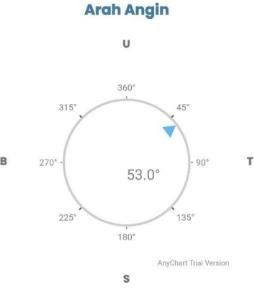 Arah Angin
U
360°
315° 45°
B 270° 53.0° 90° T
225° 135°
180°
AnyChart Trial Version
S